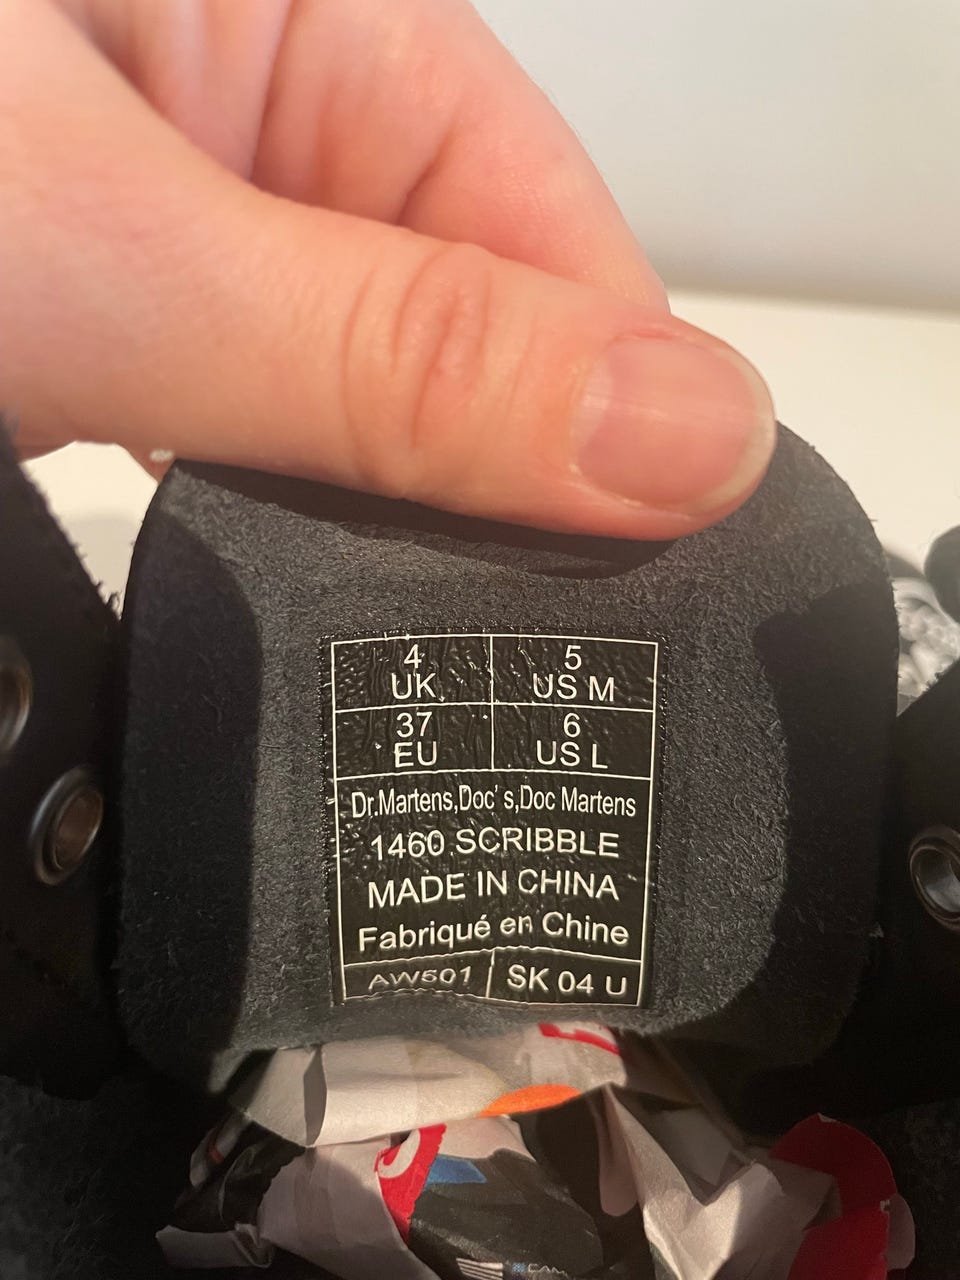 4 5
UK US M
37 6
EU US L
Dr.Martens,Doc's,Doc Martens
1460 SCRIBBLE
MADE IN CHINA
Fabriqué en Chine
AW501 SK 04 U